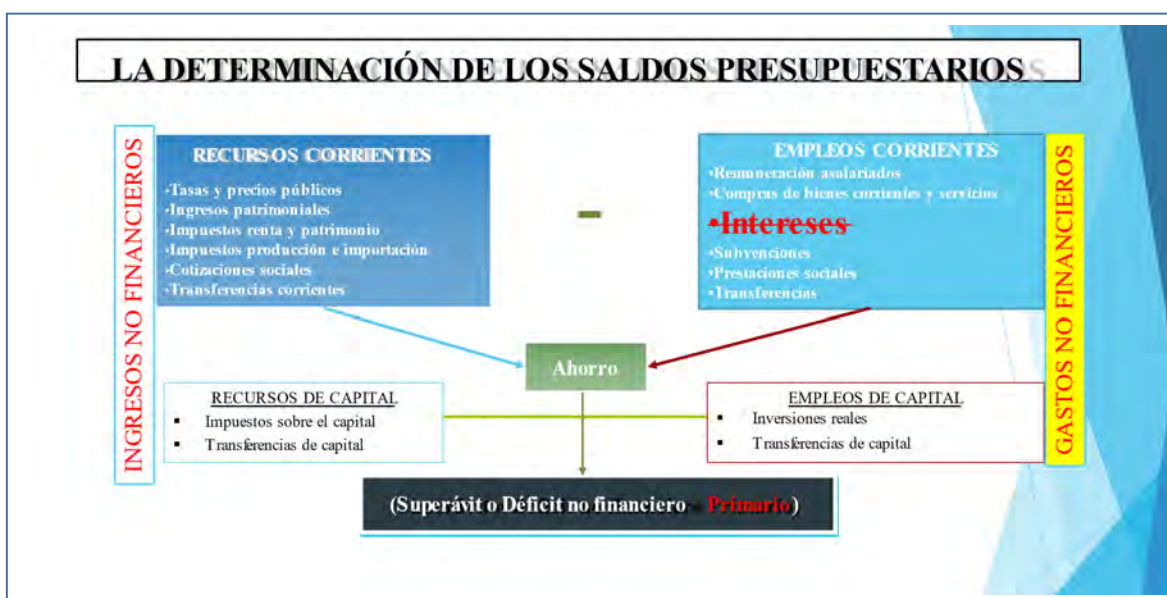 LA DETERMINACIÓN DE LOS SALDOS PRESUPUESTARIOS
INGRESOS NO FINANCIEROS
RECURSOS CORRIENTES
•Tasas y precios públicos
•Ingresos patrimoniales
•Impuestos renta y patrimonio
•Impuestos producción e importación
•Cotizaciones sociales
•Transferencias corrientes
-
EMPLEOS CORRIENTES
•Remuneración asalariados
•Compras de bienes corrientes y servicios
•Intereses
•Subvenciones
•Prestaciones sociales
•Transferencias
GASTOS NO FINANCIEROS
Ahorro
RECURSOS DE CAPITAL
▪ Impuestos sobre el capital
▪ Transferencias de capital
EMPLEOS DE CAPITAL
▪ Inversiones reales
▪ Transferencias de capital
(Superávit o Déficit no financiero - Primario)